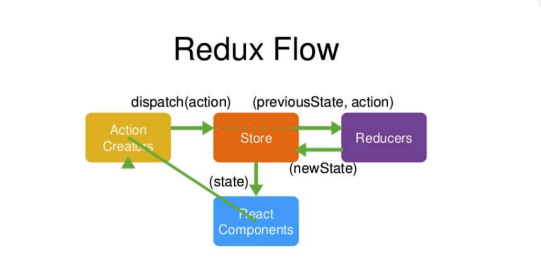 Redux Flow
dispatch(action)
(previousState, action)
Action
Creators
Store
Reducers
(newState)
(state)
React
Components